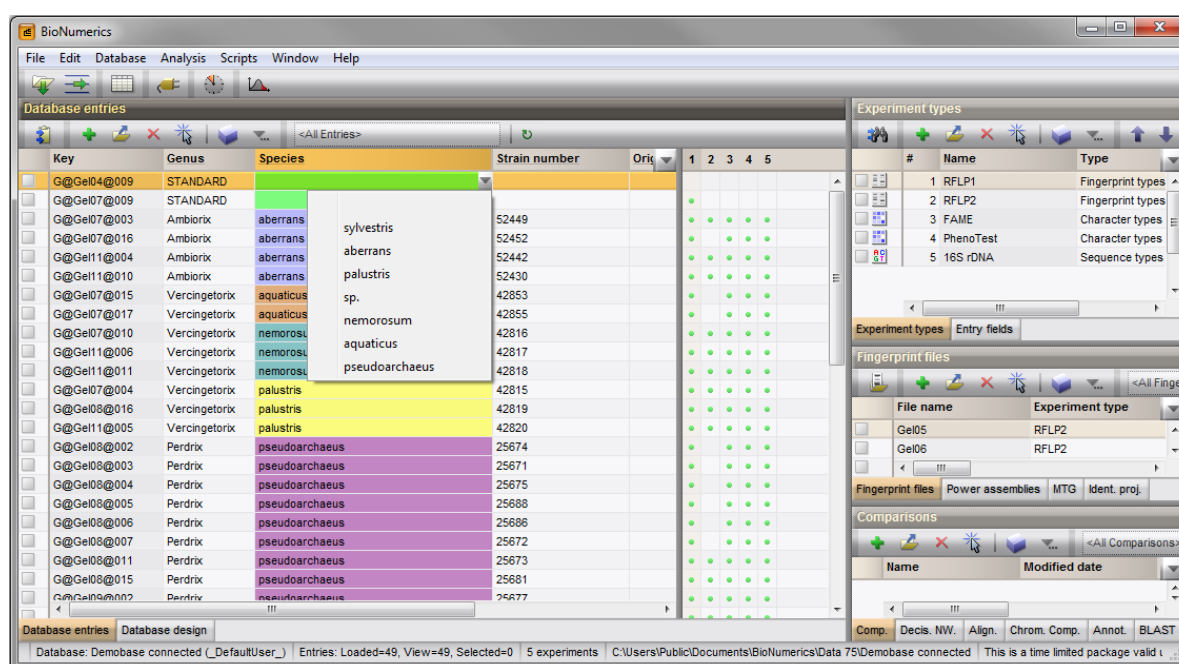 BioNumerics
File Edit Database Analysis Scripts Window Help
Database entries
<All Entries>
Key Genus Species Strain number Orig 1 2 3 4 5
G@Gel04@009 STANDARD
G@Gel07@009 STANDARD
G@Gel07@003 Ambiorix aberrans 52449
G@Gel07@016 Ambiorix aberrans 52452
G@Gel11@004 Ambiorix aberrans 52442
G@Gel11@010 Ambiorix aberrans 52430
G@Gel07@015 Vercingetorix aquaticus 42853
G@Gel07@017 Vercingetorix aquaticus 42855
G@Gel07@010 Vercingetorix nemorosu 42816
G@Gel11@006 Vercingetorix nemorosu 42817
G@Gel11@011 Vercingetorix nemorosu 42818
G@Gel07@004 Vercingetorix palustris 42815
G@Gel08@016 Vercingetorix palustris 42819
G@Gel11@005 Vercingetorix palustris 42820
G@Gel08@002 Perdrix pseudoarchaeus 25674
G@Gel08@003 Perdrix pseudoarchaeus 25671
G@Gel08@004 Perdrix pseudoarchaeus 25675
G@Gel08@005 Perdrix pseudoarchaeus 25688
G@Gel08@006 Perdrix pseudoarchaeus 25686
G@Gel08@007 Perdrix pseudoarchaeus 25672
G@Gel08@011 Perdrix pseudoarchaeus 25673
G@Gel08@015 Perdrix pseudoarchaeus 25681
G@Gel09@002 Perdrix pseudoarchaeus 25677
sylvestris
aberrans
palustris
sp.
nemorosum
aquaticus
pseudoarchaeus
Database entries Database design
Experiment types
# Name Type
1 RFLP1 Fingerprint types
2 RFLP2 Fingerprint types
3 FAME Character types
4 PhenoTest Character types
5 16S rDNA Sequence types
Experiment types Entry fields
Fingerprint files
<All Finge
File name Experiment type
Gel05 RFLP2
Gel06 RFLP2
Fingerprint files Power assemblies MTG Ident. proj.
Comparisons
<All Comparisons>
Name Modified date
Comp. Decis. NW. Align. Chrom. Comp. Annot. BLAST
Database: Demobase connected (_DefaultUser_) Entries: Loaded=49, View=49, Selected=0 5 experiments C:\Users\Public\Documents\BioNumerics\Data 75\Demobase connected This is a time limited package valid